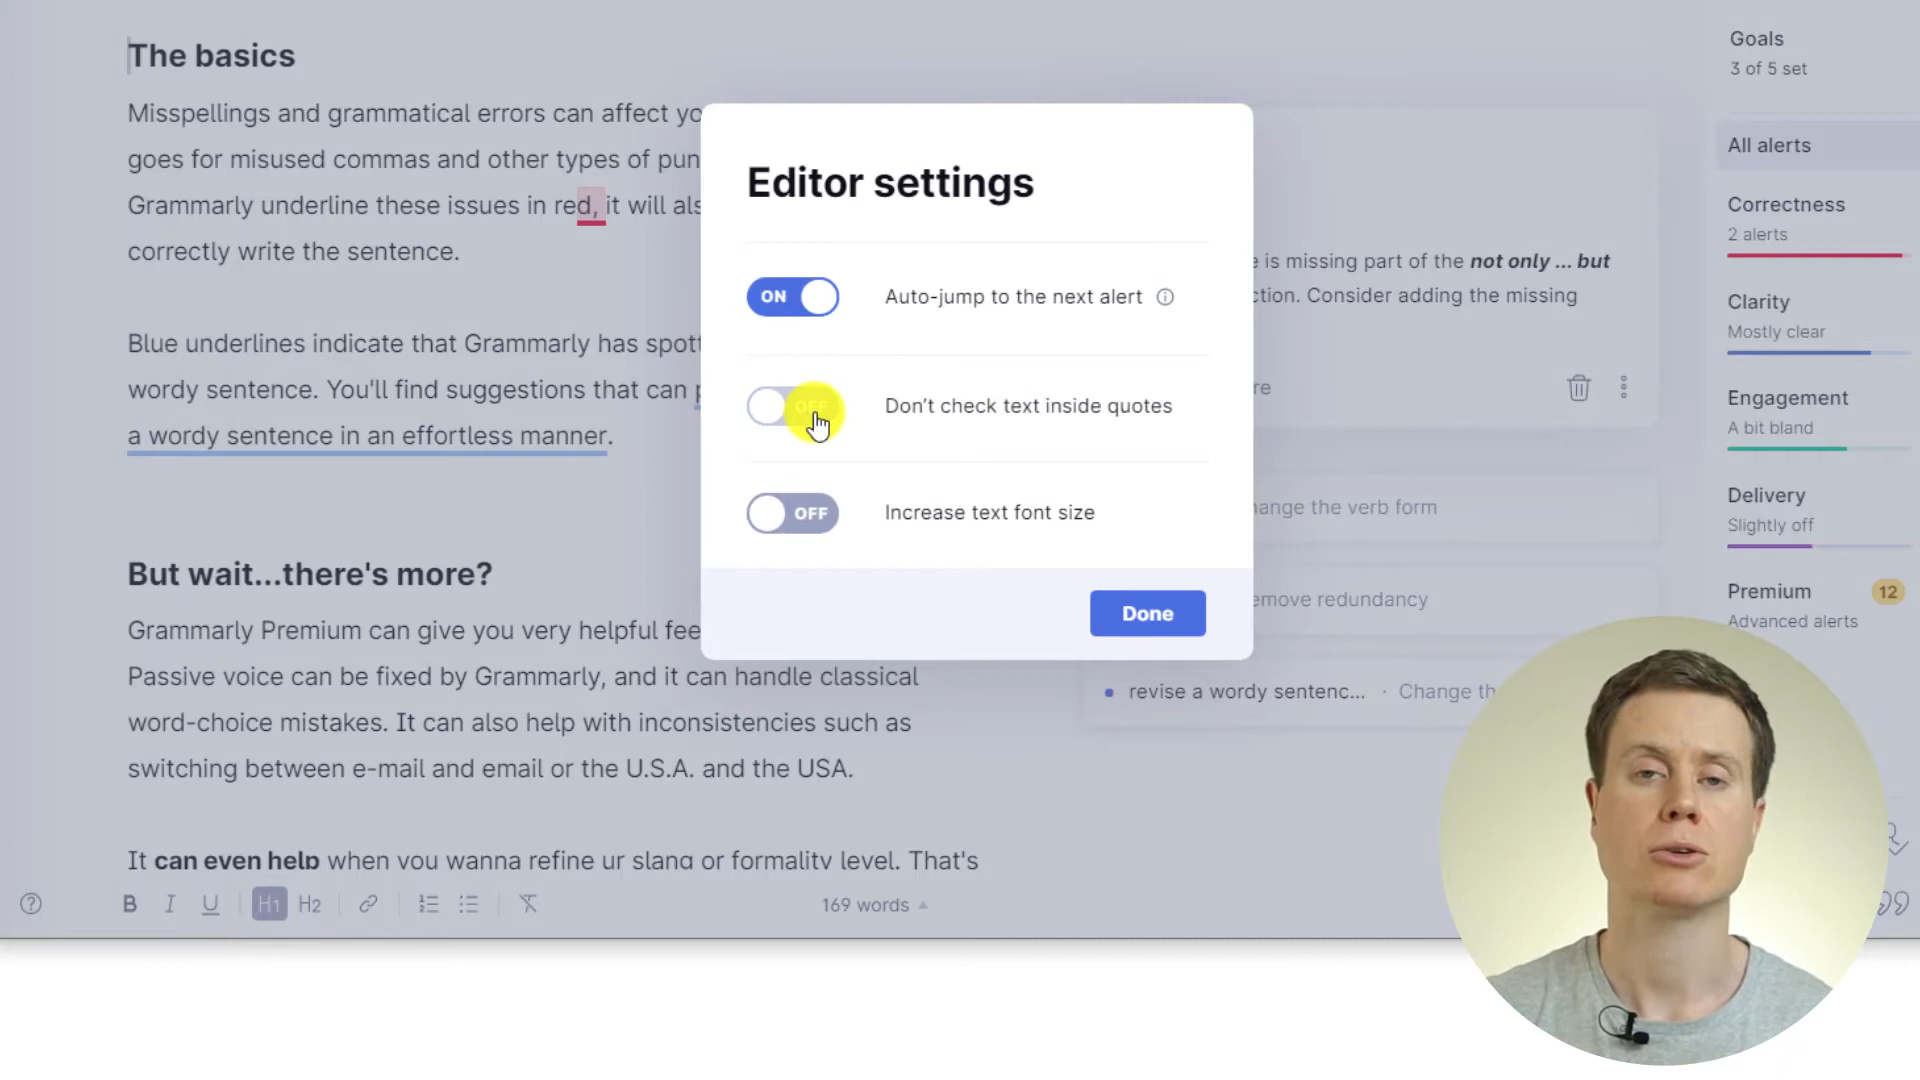 The basics
Misspellings and grammatical errors can affect yo
goes for misused commas and other types of pun
Grammarly underline these issues in red, it will als
correctly write the sentence.
Blue underlines indicate that Grammarly has spott
wordy sentence. You'll find suggestions that can p
a wordy sentence in an effortless manner.
But wait...there's more?
Grammarly Premium can give you very helpful fee
Passive voice can be fixed by Grammarly, and it can handle classical
word-choice mistakes. It can also help with inconsistencies such as
switching between e-mail and email or the U.S.A. and the USA.
It can even help when you wanna refine ur slang or formality level. That's
B I U H1 H2
169 words
Editor settings
ON Auto-jump to the next alert
OFF Don't check text inside quotes
OFF Increase text font size
Done
e is missing part of the not only ... but
ction. Consider adding the missing
re
ange the verb form
emove redundancy
revise a wordy sentenc... · Change th
Goals
3 of 5 set
All alerts
Correctness
2 alerts
Clarity
Mostly clear
Engagement
A bit bland
Delivery
Slightly off
Premium 12
Advanced alerts